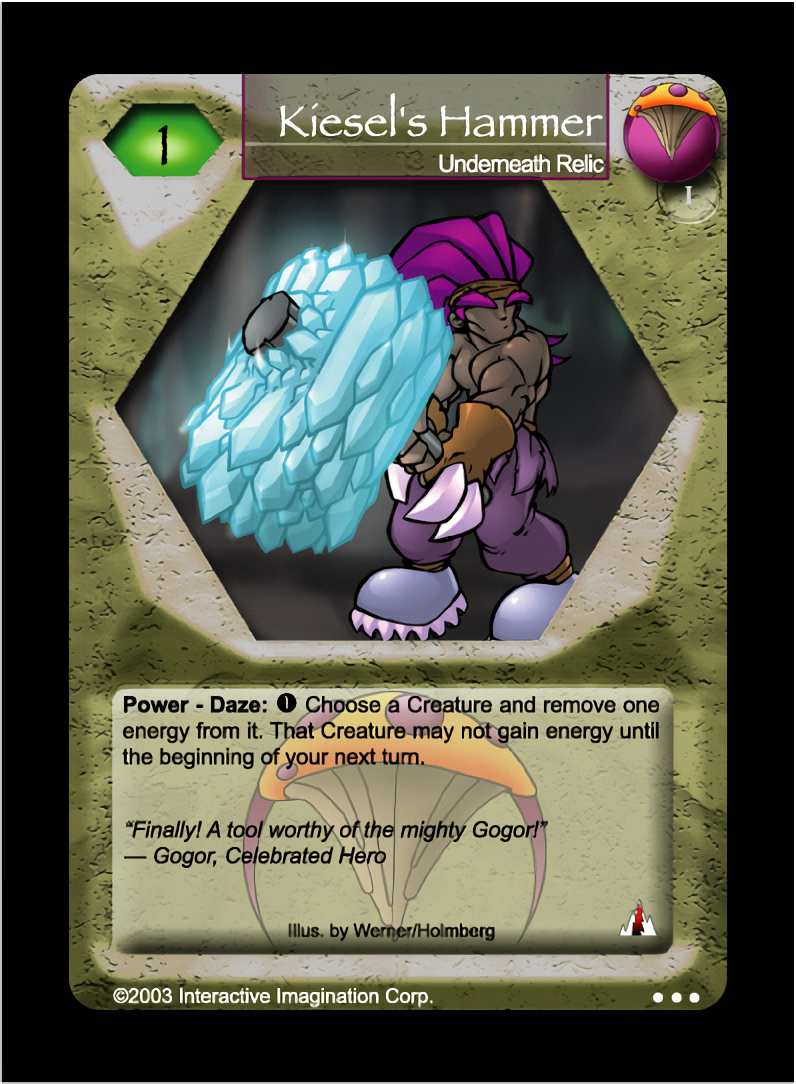 1
Kiesel's Hammer
Underneath Relic
I
Power - Daze: 1 Choose a Creature and remove one
energy from it. That Creature may not gain energy until
the beginning of your next turn.
“Finally! A tool worthy of the mighty Gogor!”
— Gogor, Celebrated Hero
Illus. by Werner/Holmberg
©2003 Interactive Imagination Corp.